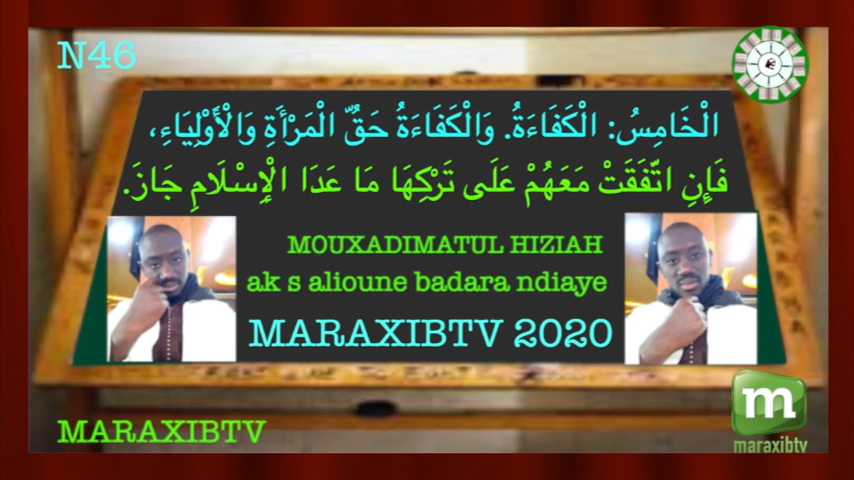 N46
الْخَامِسُ: الْكَفَاءَةُ. وَالْكَفَاءَةُ حَقُّ الْمَرْأَةِ وَالْأَوْلِيَاءِ،
فَإِنِ اتَّفَقَتْ مَعَهُمْ عَلَى تَرْكِهَا مَا عَدَا الْإِسْلَامِ جَازَ.
MOUXADIMATUL HIZIAH
ak s alioune badara ndiaye
MARAXIBTV 2020
MARAXIBTV
m
maraxibtv